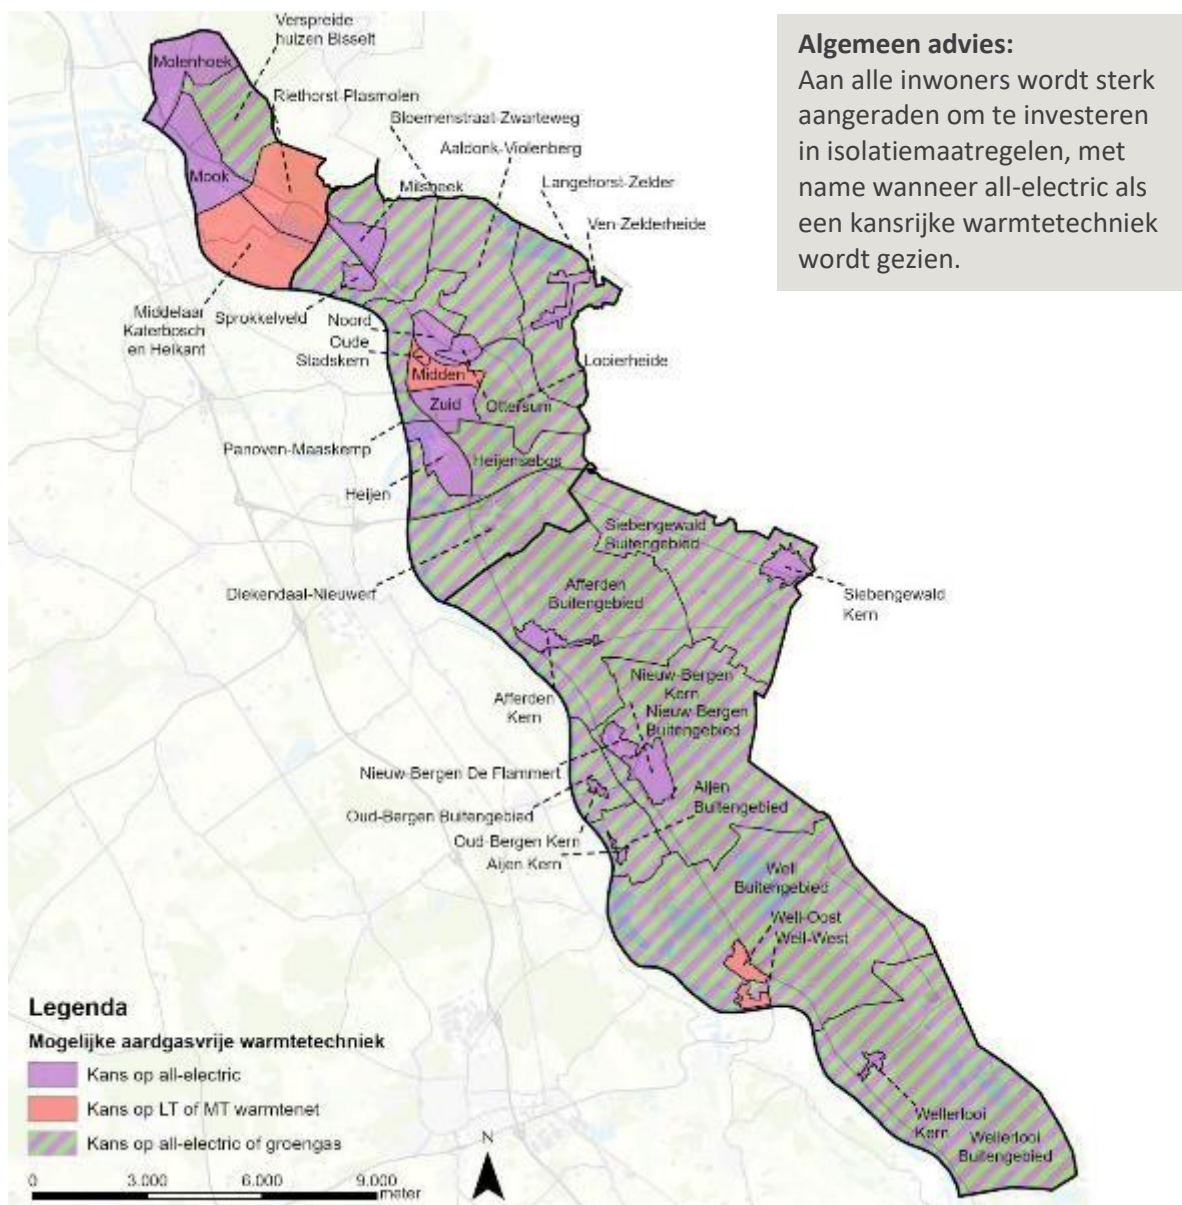 Verspreide
huizen Bisselt
Molenhoek
Riethorst-Plasmolen
Bloemenstraat-Zwarteweg
Aaldonk-Violenberg
Mook
Milsbeek
Langehorst-Zelder
Ven-Zelderheide
Middelaar
Katerbosch
en Heikant
Sprokkelveld
Noord
Oude
Stadskern
Looierheide
Midden
Zuid
Ottersum
Panoven-Maaskemp
Heijensebos
Heijen
Siebengewald
Buitengebied
Diekendaal-Nieuwerf
Afferden
Buitengebied
Siebengewald
Kern
Afferden
Kern
Nieuw-Bergen
Kern
Nieuw-Bergen
Buitengebied
Nieuw-Bergen De Flammert
Aijen
Buitengebied
Oud-Bergen Buitengebied
Oud-Bergen Kern
Aijen Kern
Well
Buitengebied
Well-Oost
Well-West
Wellerlooi
Kern
Wellerlooi
Buitengebied
Algemeen advies:
Aan alle inwoners wordt sterk
aangeraden om te investeren
in isolatiemaatregelen, met
name wanneer all-electric als
een kansrijke warmtetechniek
wordt gezien.
Legenda
Mogelijke aardgasvrije warmtetechniek
Kans op all-electric
Kans op LT of MT warmtenet
Kans op all-electric of groengas
0 3.000 6.000 9.000
meter
N